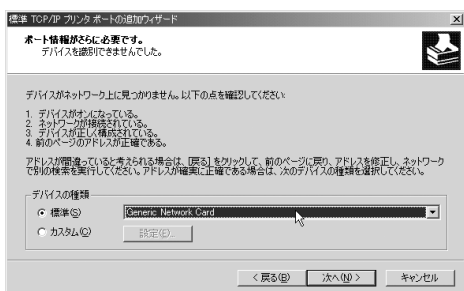 標準 TCP/IP プリンタ ポートの追加ウィザード
ポート情報がさらに必要です。
デバイスを識別できませんでした。
デバイスがネットワーク上に見つかりません。以下の点を確認してください:
1. デバイスがオンになっている。
2. ネットワークが接続されている。
3. デバイスが正しく構成されている。
4. 前のページのアドレスが正確である。
アドレスが間違っていると考えられる場合は、[戻る] をクリックして、前のページに戻り、アドレスを修正し、ネットワーク
で別の検索を実行してください。アドレスが確実に正確である場合は、次のデバイスの種類を選択してください。
デバイスの種類
標準(S)
Generic Network Card
カスタム(C)
設定(E)...
< 戻る(B)
次へ(N) >
キャンセル